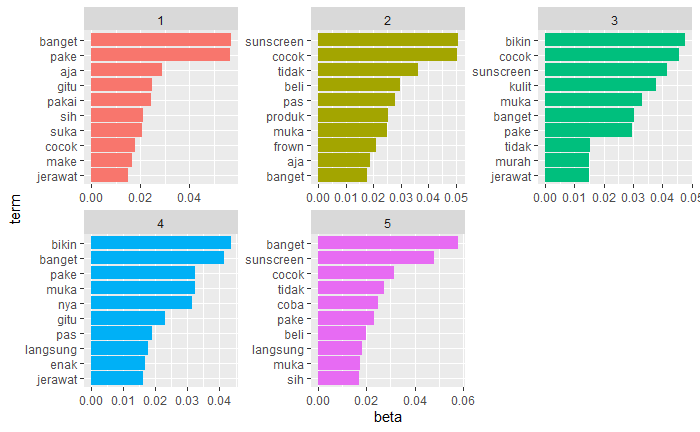 1
banget
pake
aja
gitu
pakai
sih
suka
cocok
make
jerawat
0.00 0.02 0.04
2
sunscreen
cocok
tidak
beli
pas
produk
muka
frown
aja
banget
0.00 0.01 0.02 0.03 0.04 0.05
3
bikin
cocok
sunscreen
kulit
muka
banget
pake
tidak
murah
jerawat
0.00 0.01 0.02 0.03 0.04 0.05
term
4
bikin
banget
pake
muka
nya
gitu
pas
langsung
enak
jerawat
0.00 0.01 0.02 0.03 0.04
5
banget
sunscreen
cocok
tidak
coba
pake
beli
langsung
muka
sih
0.00 0.02 0.04 0.06
beta